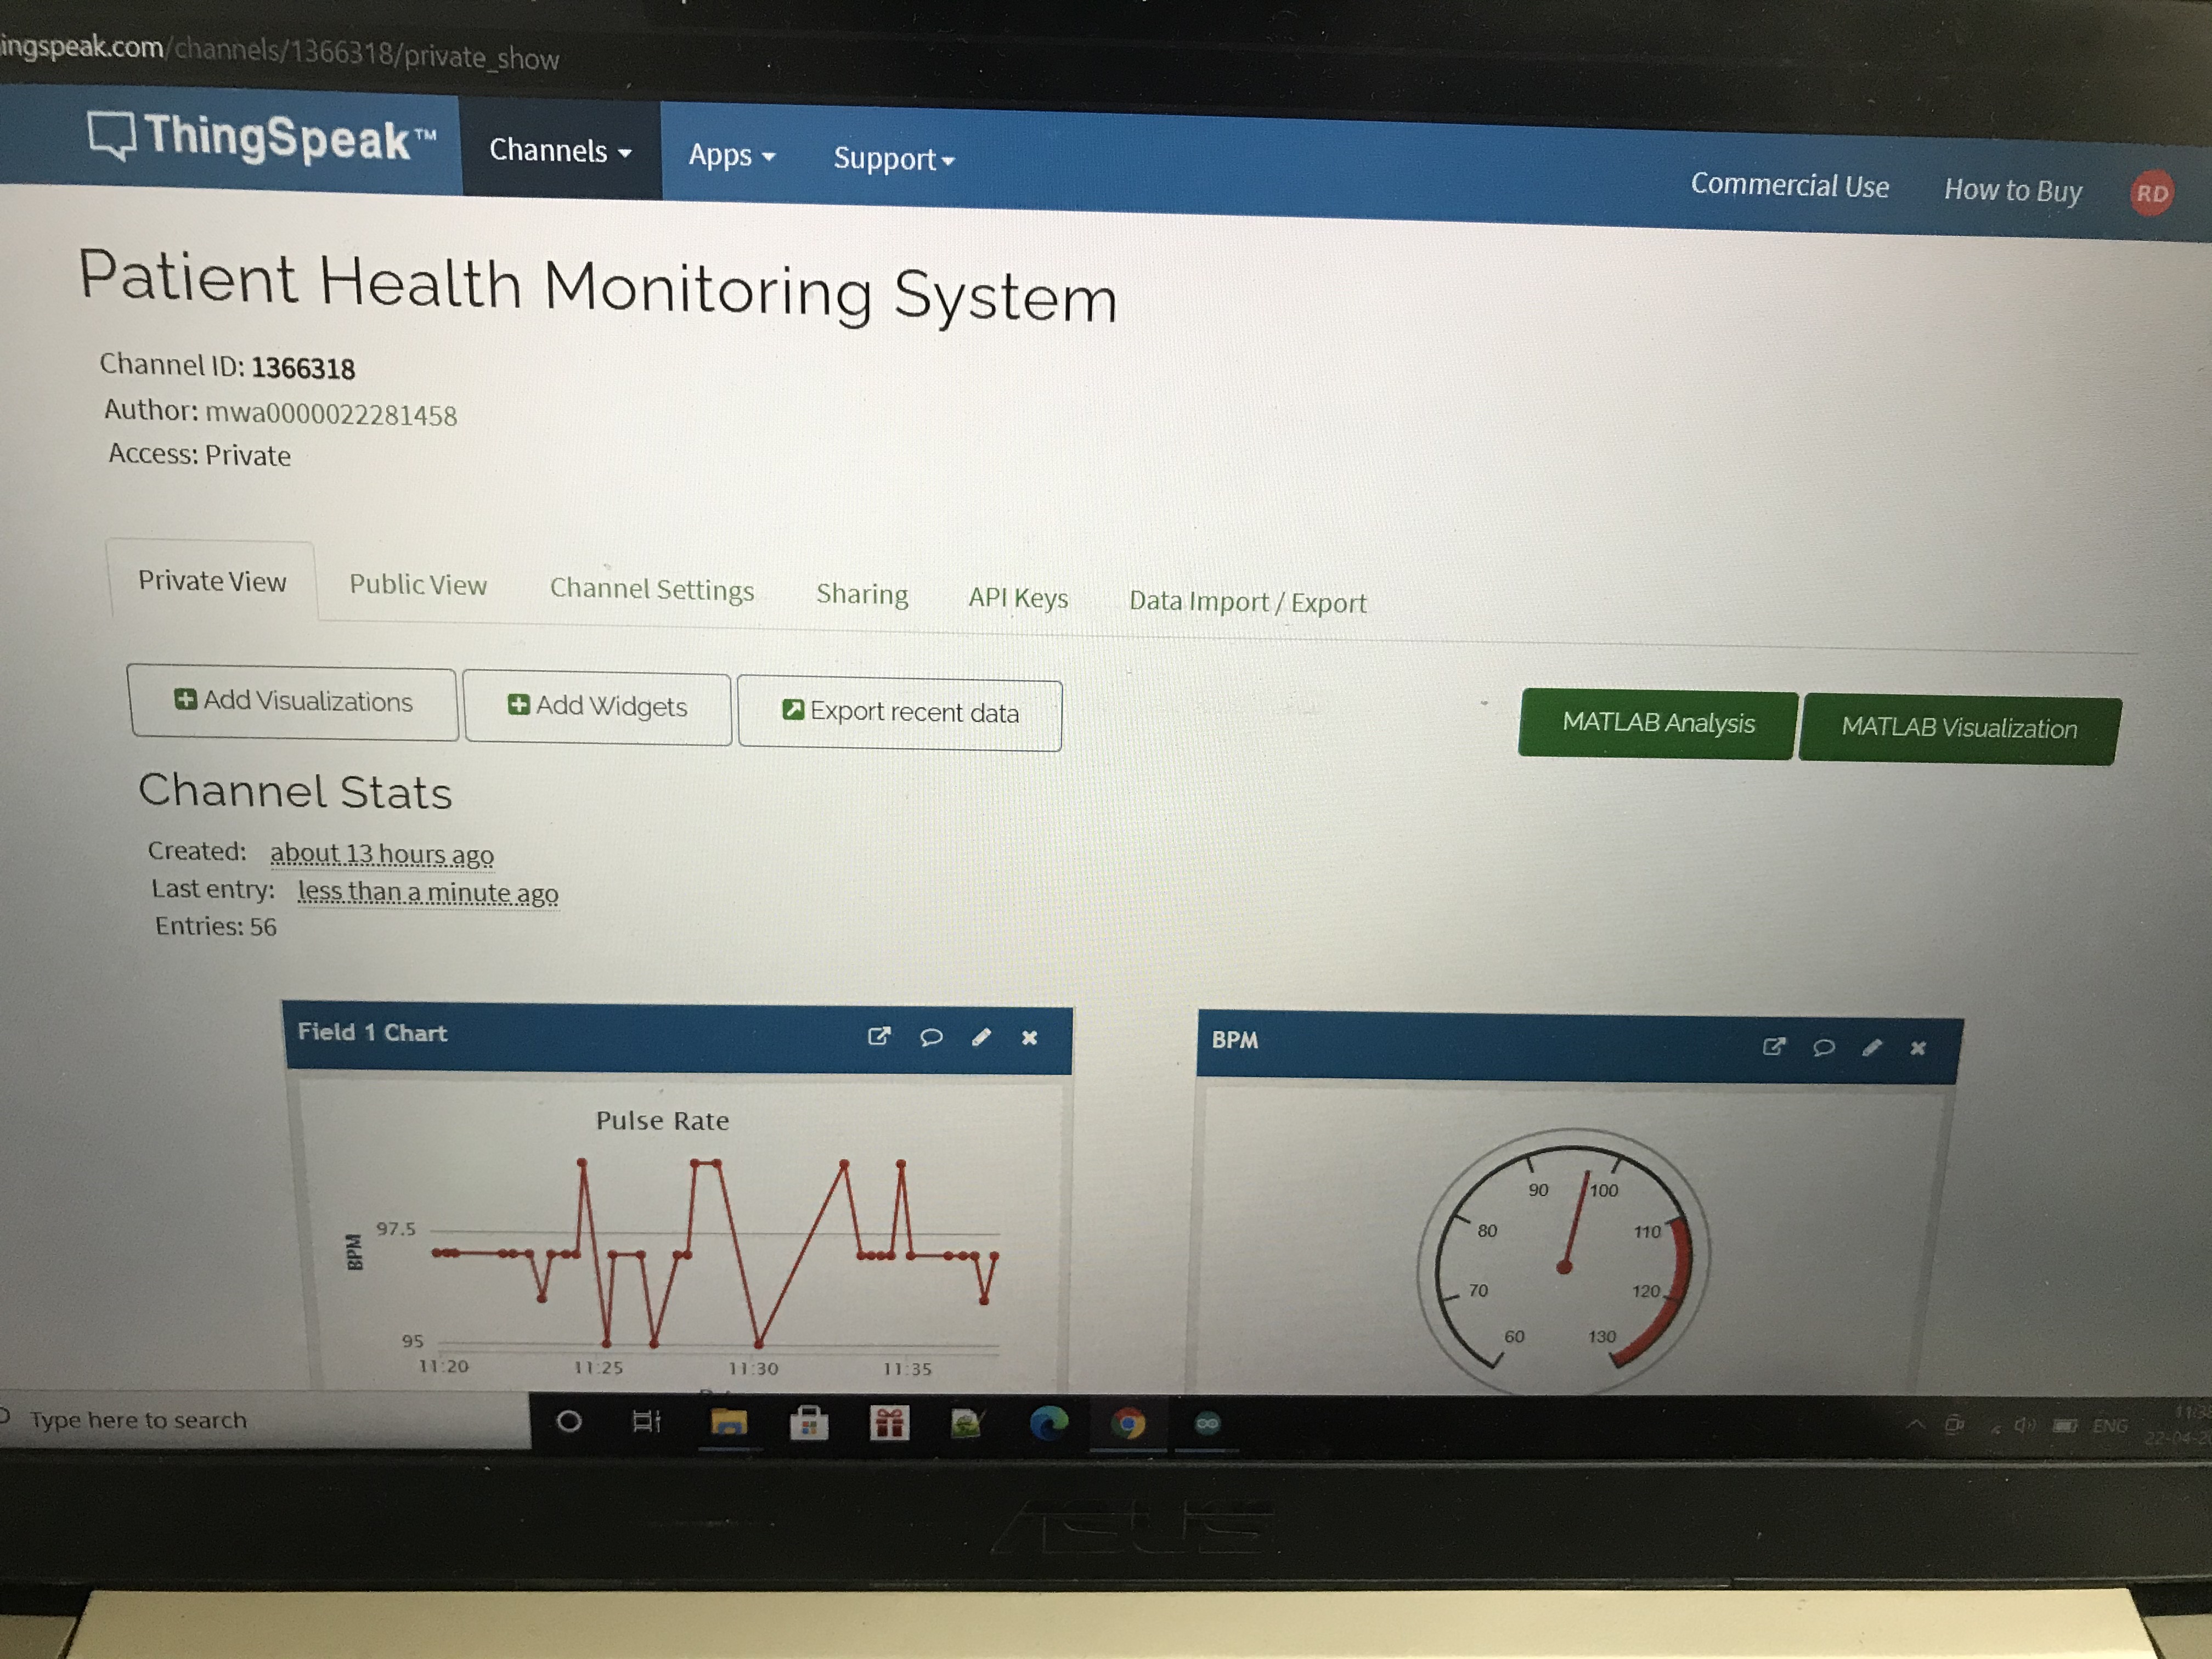 ingspeak.com/channels/1366318/private_show
ThingSpeak™ Channels Apps Support Commercial Use How to Buy RD
Patient Health Monitoring System
Channel ID: 1366318
Author: mwa0000022281458
Access: Private
Private View Public View Channel Settings Sharing API Keys Data Import / Export
Add Visualizations Add Widgets Export recent data MATLAB Analysis MATLAB Visualization
Channel Stats
Created: about 13 hours ago
Last entry: less than a minute ago
Entries: 56
Field 1 Chart
Pulse Rate
BPM
97.5
95
11:20 11:25 11:30 11:35
BPM
90 100
80 110
70 120
60 130
Type here to search
ENG
11:38
22-04-20
ASUS